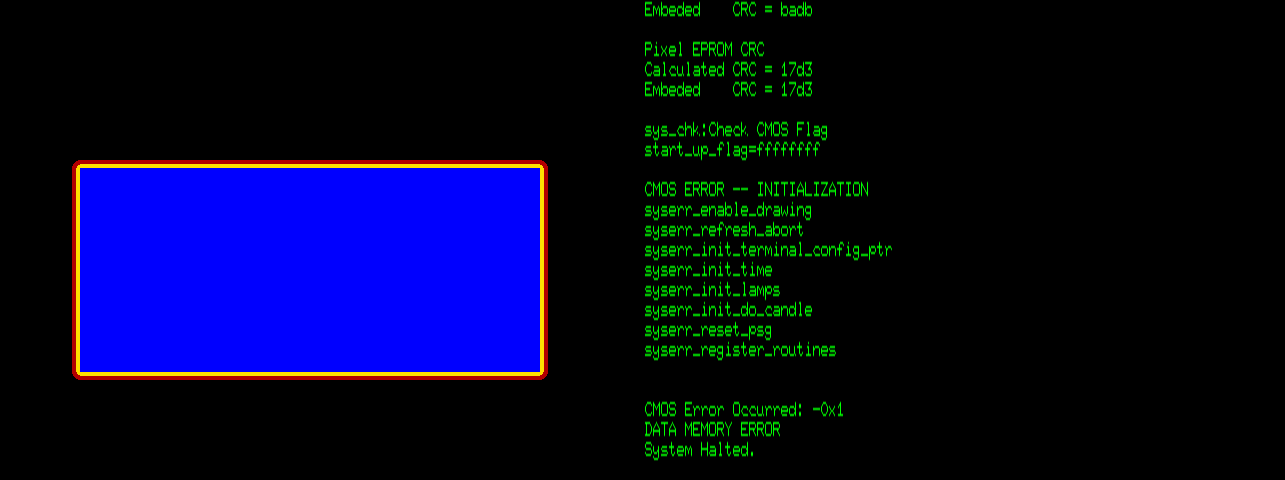 Embeded    CRC = badb
Pixel EPROM CRC
Calculated CRC = 17d3
Embeded    CRC = 17d3
sys_chk:Check CMOS Flag
start_up_flag=ffffffff
CMOS ERROR -- INITIALIZATION
syserr_enable_drawing
syserr_refresh_abort
syserr_init_terminal_config_ptr
syserr_init_time
syserr_init_lamps
syserr_init_do_candle
syserr_reset_psg
syserr_register_routines
CMOS Error Occurred: -0x1
DATA MEMORY ERROR
System Halted.